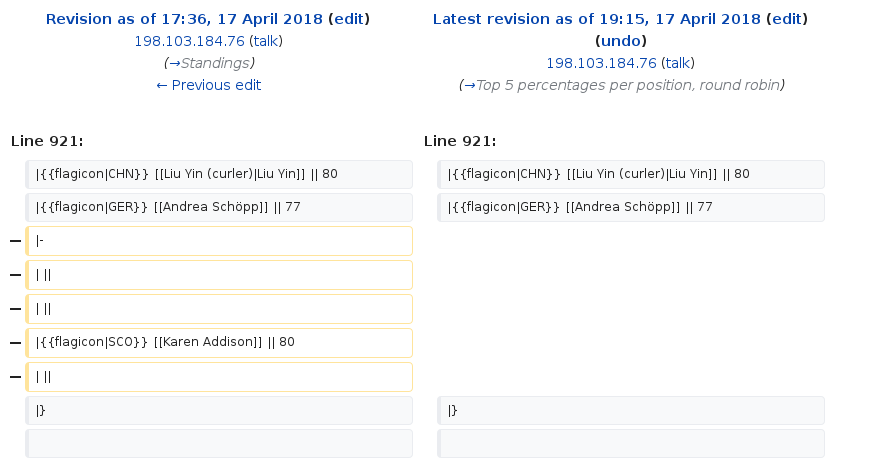 Revision as of 17:36, 17 April 2018 (edit)
198.103.184.76 (talk)
(→Standings)
← Previous edit
Latest revision as of 19:15, 17 April 2018 (edit)
(undo)
198.103.184.76 (talk)
(→Top 5 percentages per position, round robin)
Line 921:
Line 921:
|{{flagicon|CHN}} [[Liu Yin (curler)|Liu Yin]] || 80
|{{flagicon|CHN}} [[Liu Yin (curler)|Liu Yin]] || 80
|{{flagicon|GER}} [[Andrea Schöpp]] || 77
|{{flagicon|GER}} [[Andrea Schöpp]] || 77
− |-
− | ||
− | ||
− |{{flagicon|SCO}} [[Karen Addison]] || 80
− | ||
|}
|}